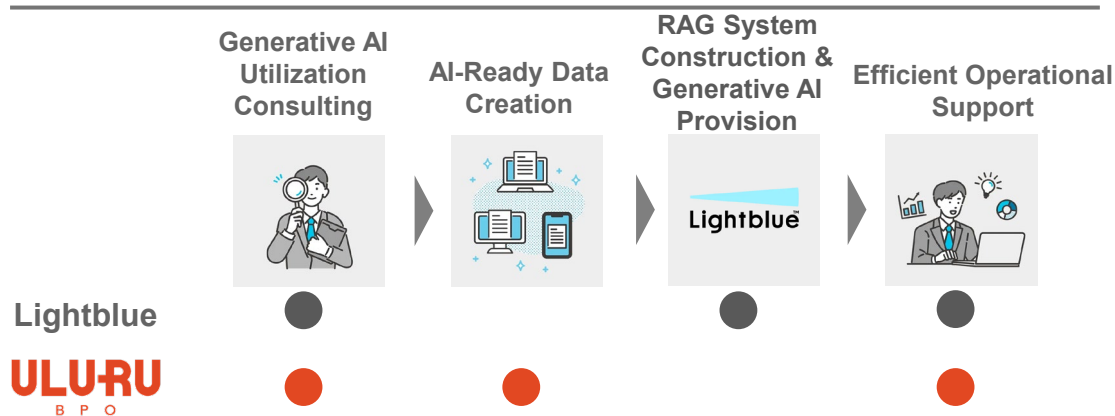 Generative AI
Utilization
Consulting
AI-Ready Data
Creation
RAG System
Construction &
Generative AI
Provision
Efficient Operational
Support
Lightblue
Lightblue
ULURU
BPO